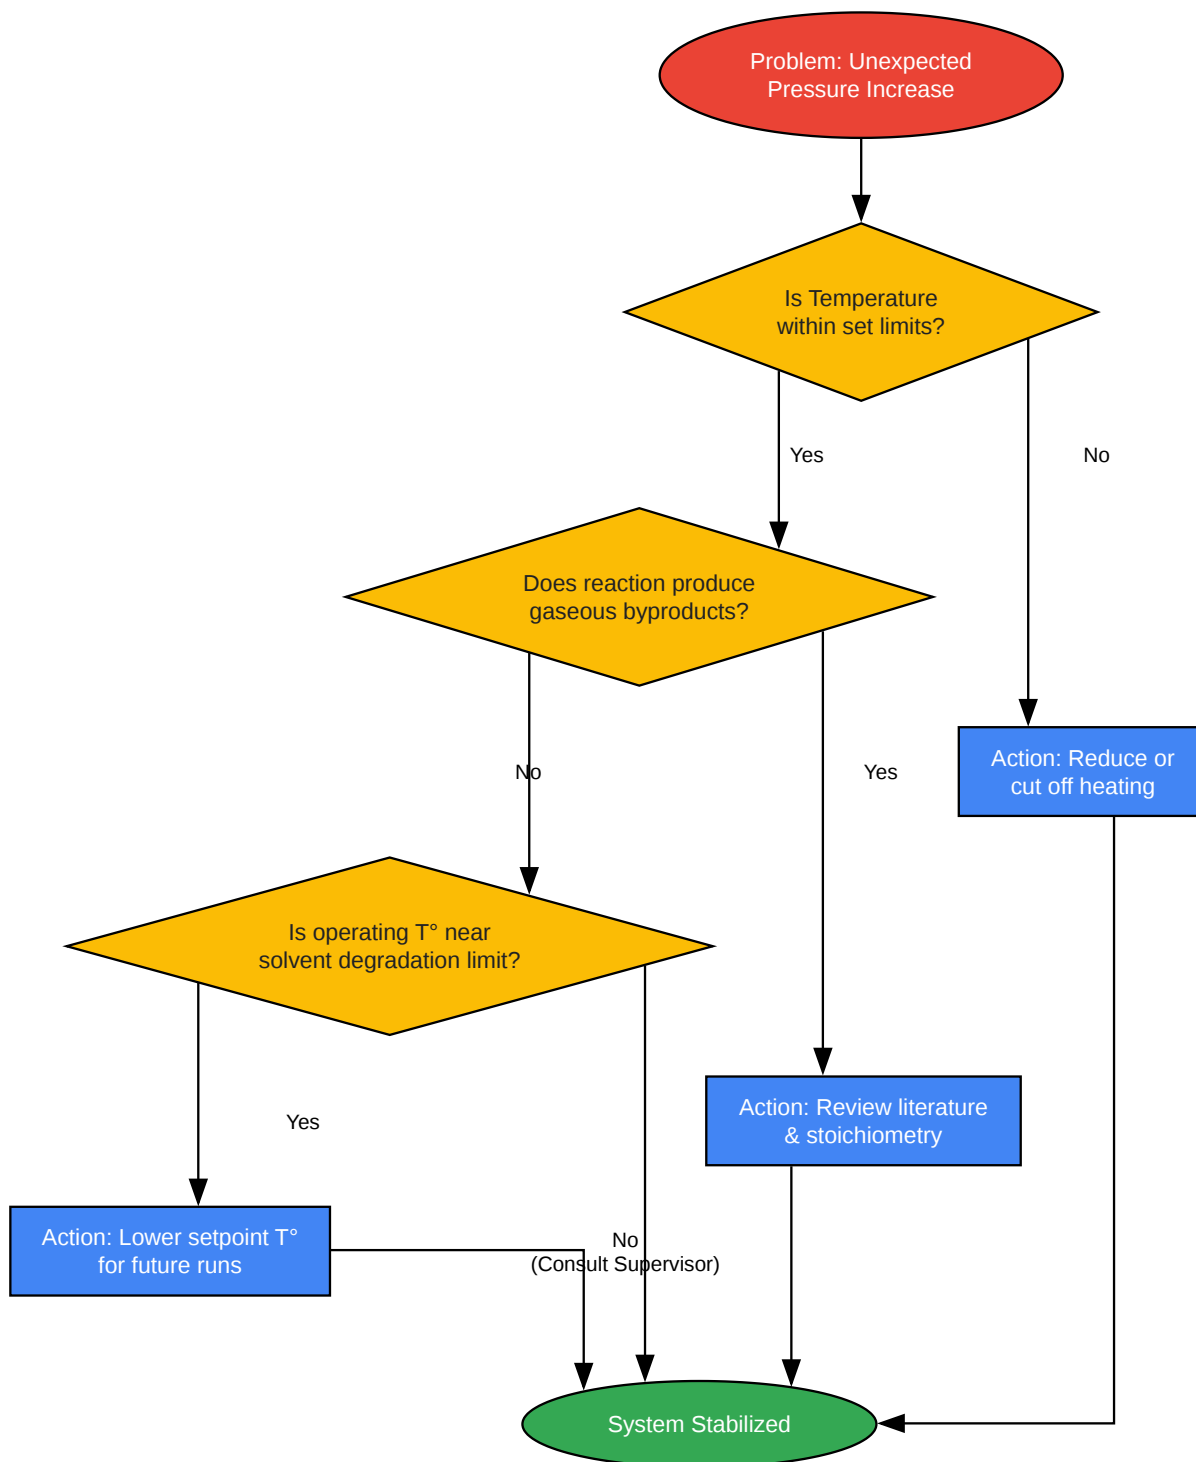 Problem: Unexpected
Pressure Increase
Is Temperature
within set limits?
Yes
No
Does reaction produce
gaseous byproducts?
No
Yes
Action: Reduce or
cut off heating
Is operating T° near
solvent degradation limit?
Yes
Action: Review literature
& stoichiometry
Action: Lower setpoint T°
for future runs
No
(Consult Supervisor)
System Stabilized